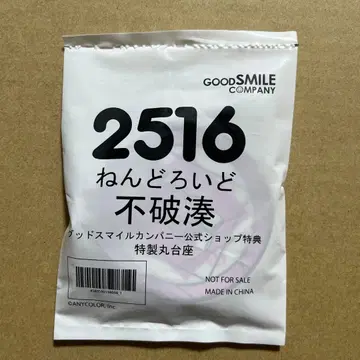 GOODSMILE
COMPANY
2516
ねんどろいど
不破湊
グッドスマイルカンパニー公式ショップ特典
特製丸台座
NOT FOR SALE
MADE IN CHINA
©ANYCOLOR, Inc.